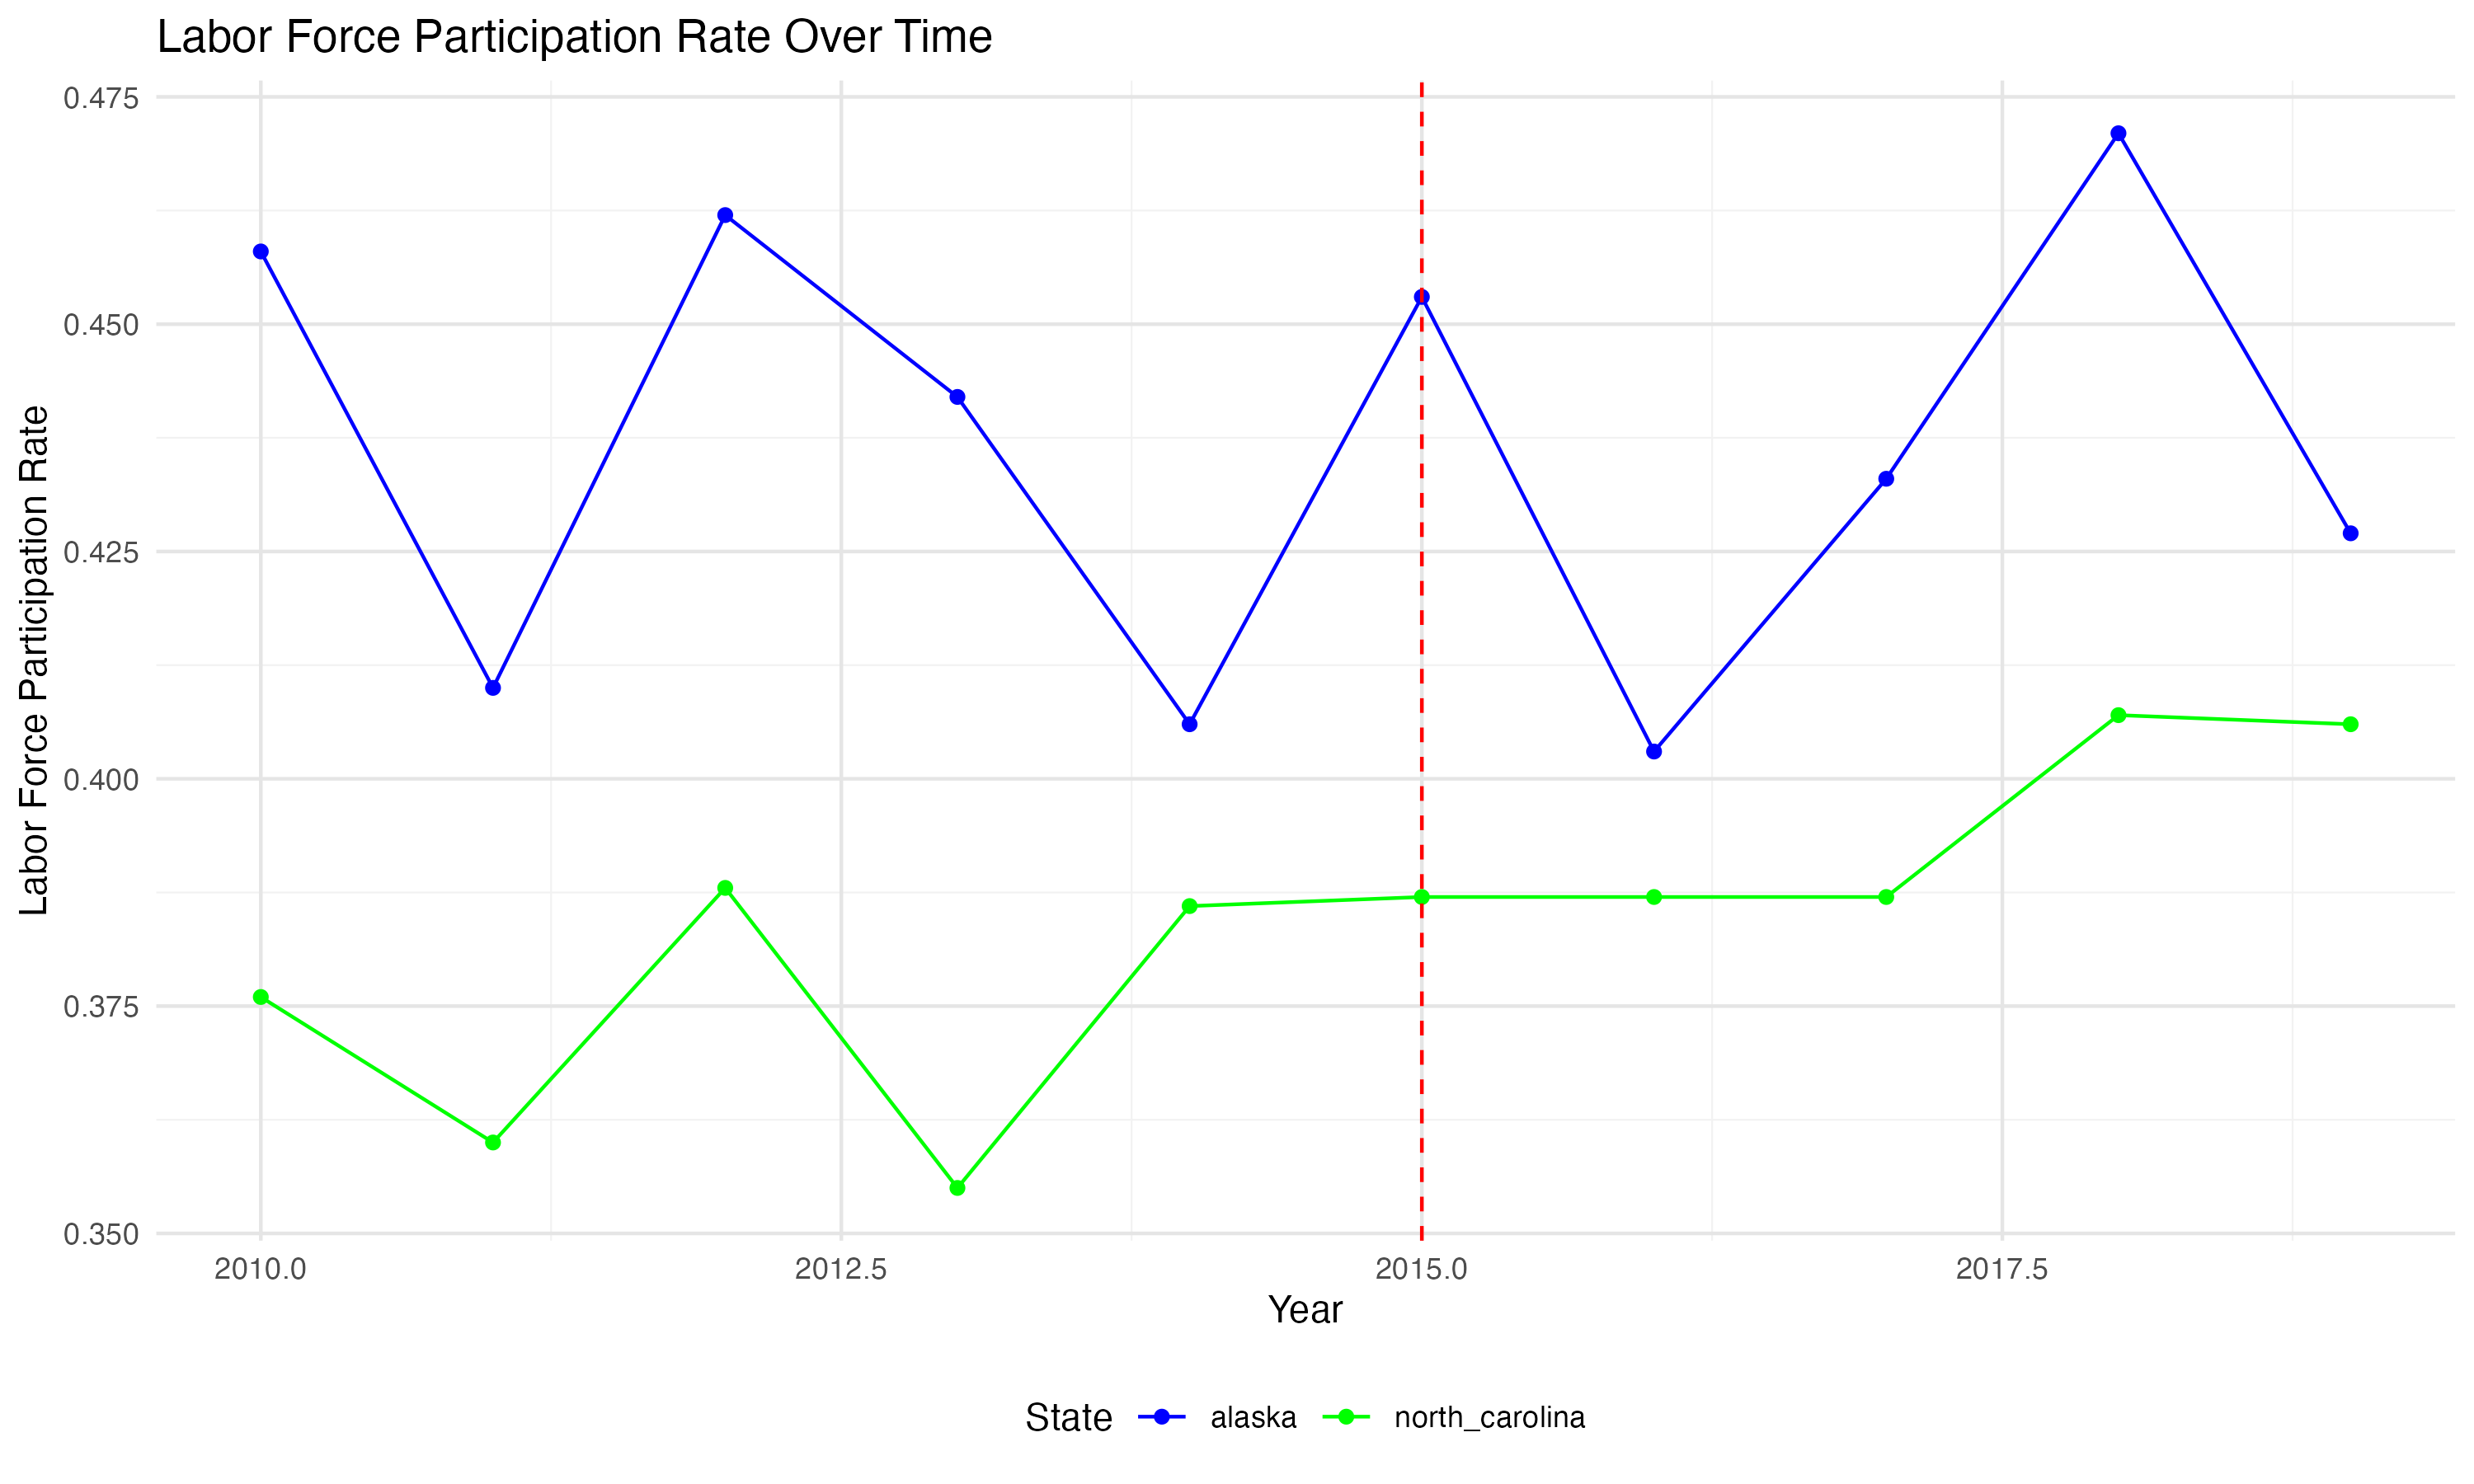 Labor Force Participation Rate Over Time
Labor Force Participation Rate
0.475
0.450
0.425
0.400
0.375
0.350
2010.0 2012.5 2015.0 2017.5
Year
State alaska north_carolina